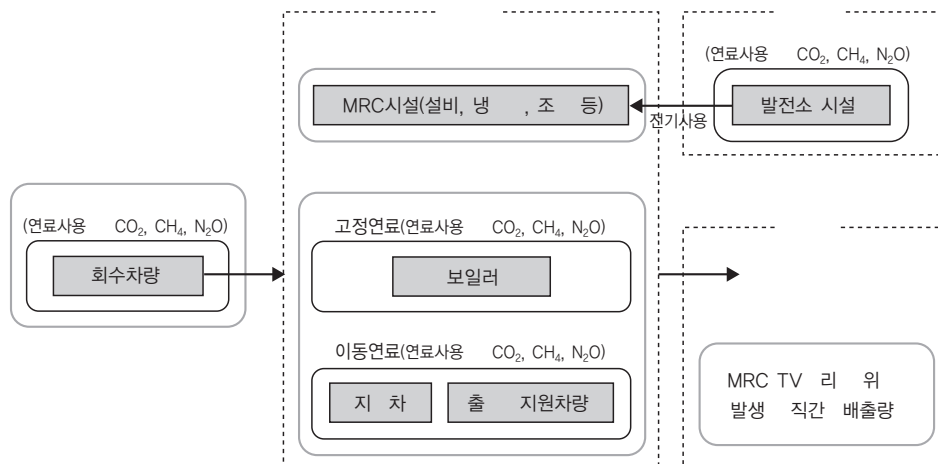 (연료사용 CO₂, CH₄, N₂O)
MRC시설(설비, 냉 , 조 등)
발전소 시설
전기사용
(연료사용 CO₂, CH₄, N₂O)
회수차량
고정연료(연료사용 CO₂, CH₄, N₂O)
보일러
이동연료(연료사용 CO₂, CH₄, N₂O)
지 차
출 지원차량
MRC TV 리 위
발생 직간 배출량